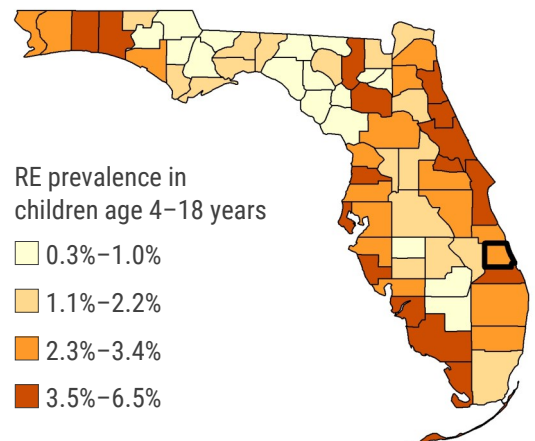 RE prevalence in
children age 4–18 years
0.3%–1.0%
1.1%–2.2%
2.3%–3.4%
3.5%–6.5%